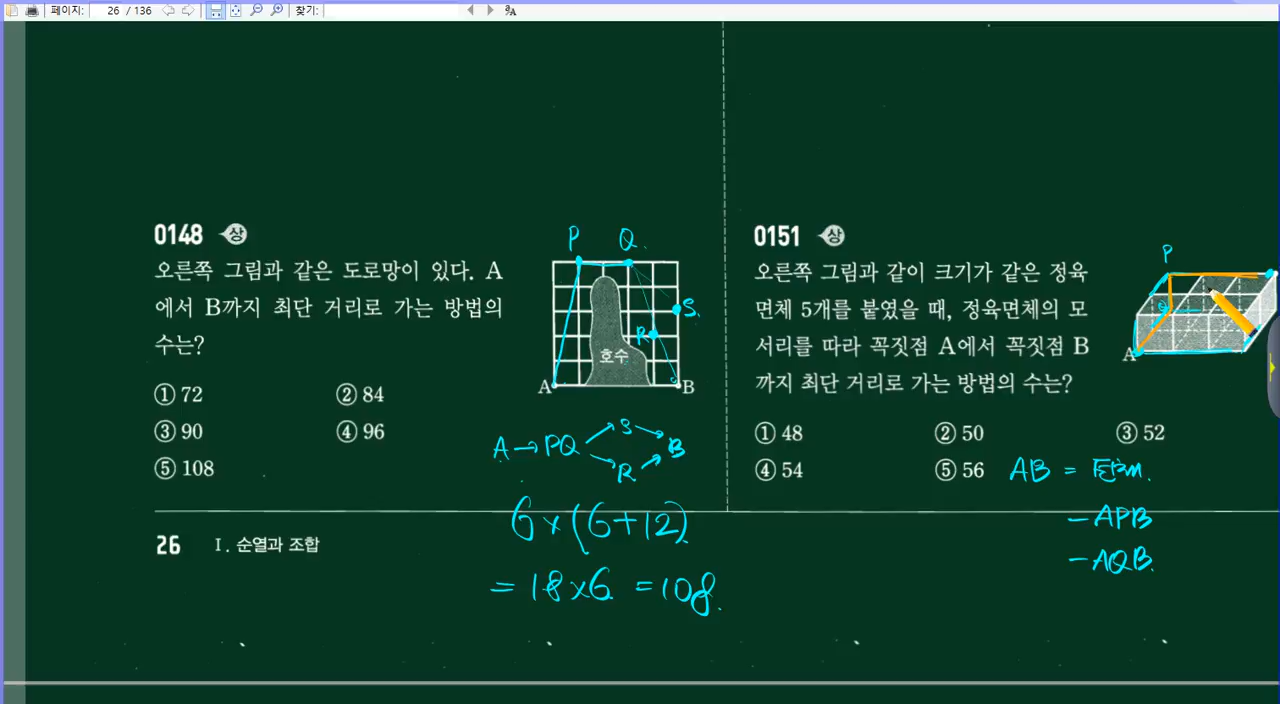 페이지: 26 / 136 찾기:
0148 상
오른쪽 그림과 같은 도로망이 있다. A
에서 B까지 최단 거리로 가는 방법의
수는?
① 72 ② 84
③ 90 ④ 96
⑤ 108
P Q
S
R
호수
A B
A → PQ S B
R
6×(6+12)
= 18×6 = 108
26 Ⅰ. 순열과 조합
0151 상
오른쪽 그림과 같이 크기가 같은 정육
면체 5개를 붙였을 때, 정육면체의 모
서리를 따라 꼭짓점 A에서 꼭짓점 B
까지 최단 거리로 가는 방법의 수는?
P
Q
A
① 48 ② 50 ③ 52
④ 54 ⑤ 56
AB =
- APB
- AQB